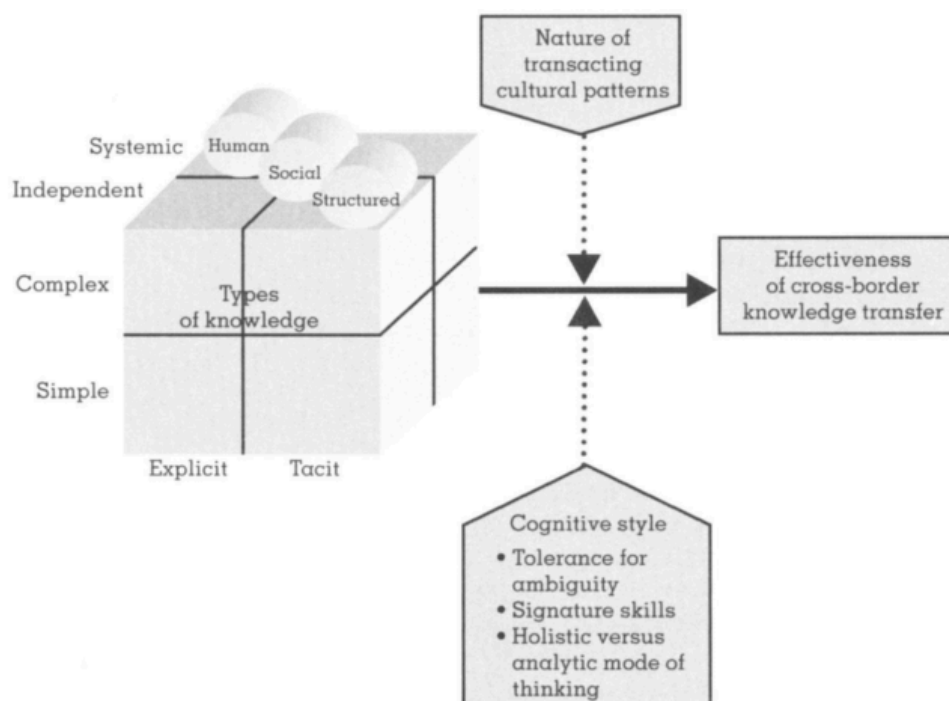 Nature of
transacting
cultural patterns
Systemic
Human
Independent
Social
Structured
Complex
Types
of knowledge
Simple
Explicit
Tacit
Effectiveness
of cross-border
knowledge transfer
Cognitive style
• Tolerance for
ambiguity
• Signature skills
• Holistic versus
analytic mode of
thinking